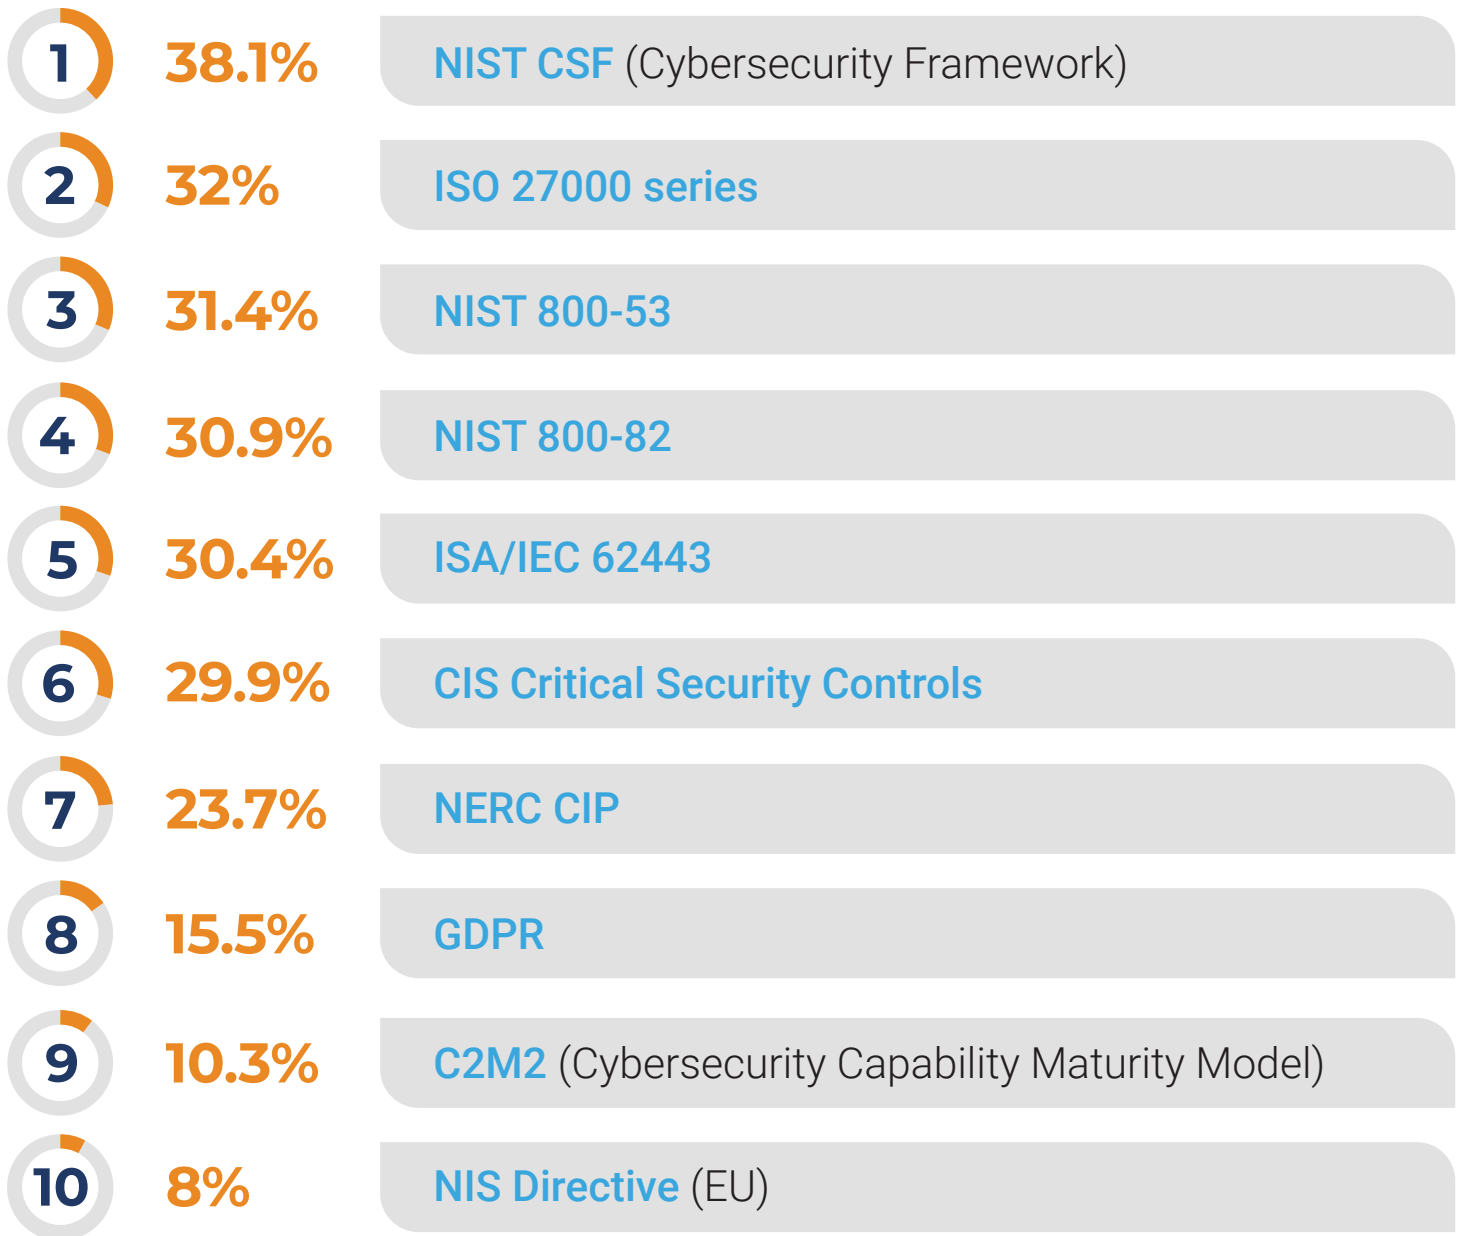 1 38.1% NIST CSF (Cybersecurity Framework)
2 32% ISO 27000 series
3 31.4% NIST 800-53
4 30.9% NIST 800-82
5 30.4% ISA/IEC 62443
6 29.9% CIS Critical Security Controls
7 23.7% NERC CIP
8 15.5% GDPR
9 10.3% C2M2 (Cybersecurity Capability Maturity Model)
10 8% NIS Directive (EU)